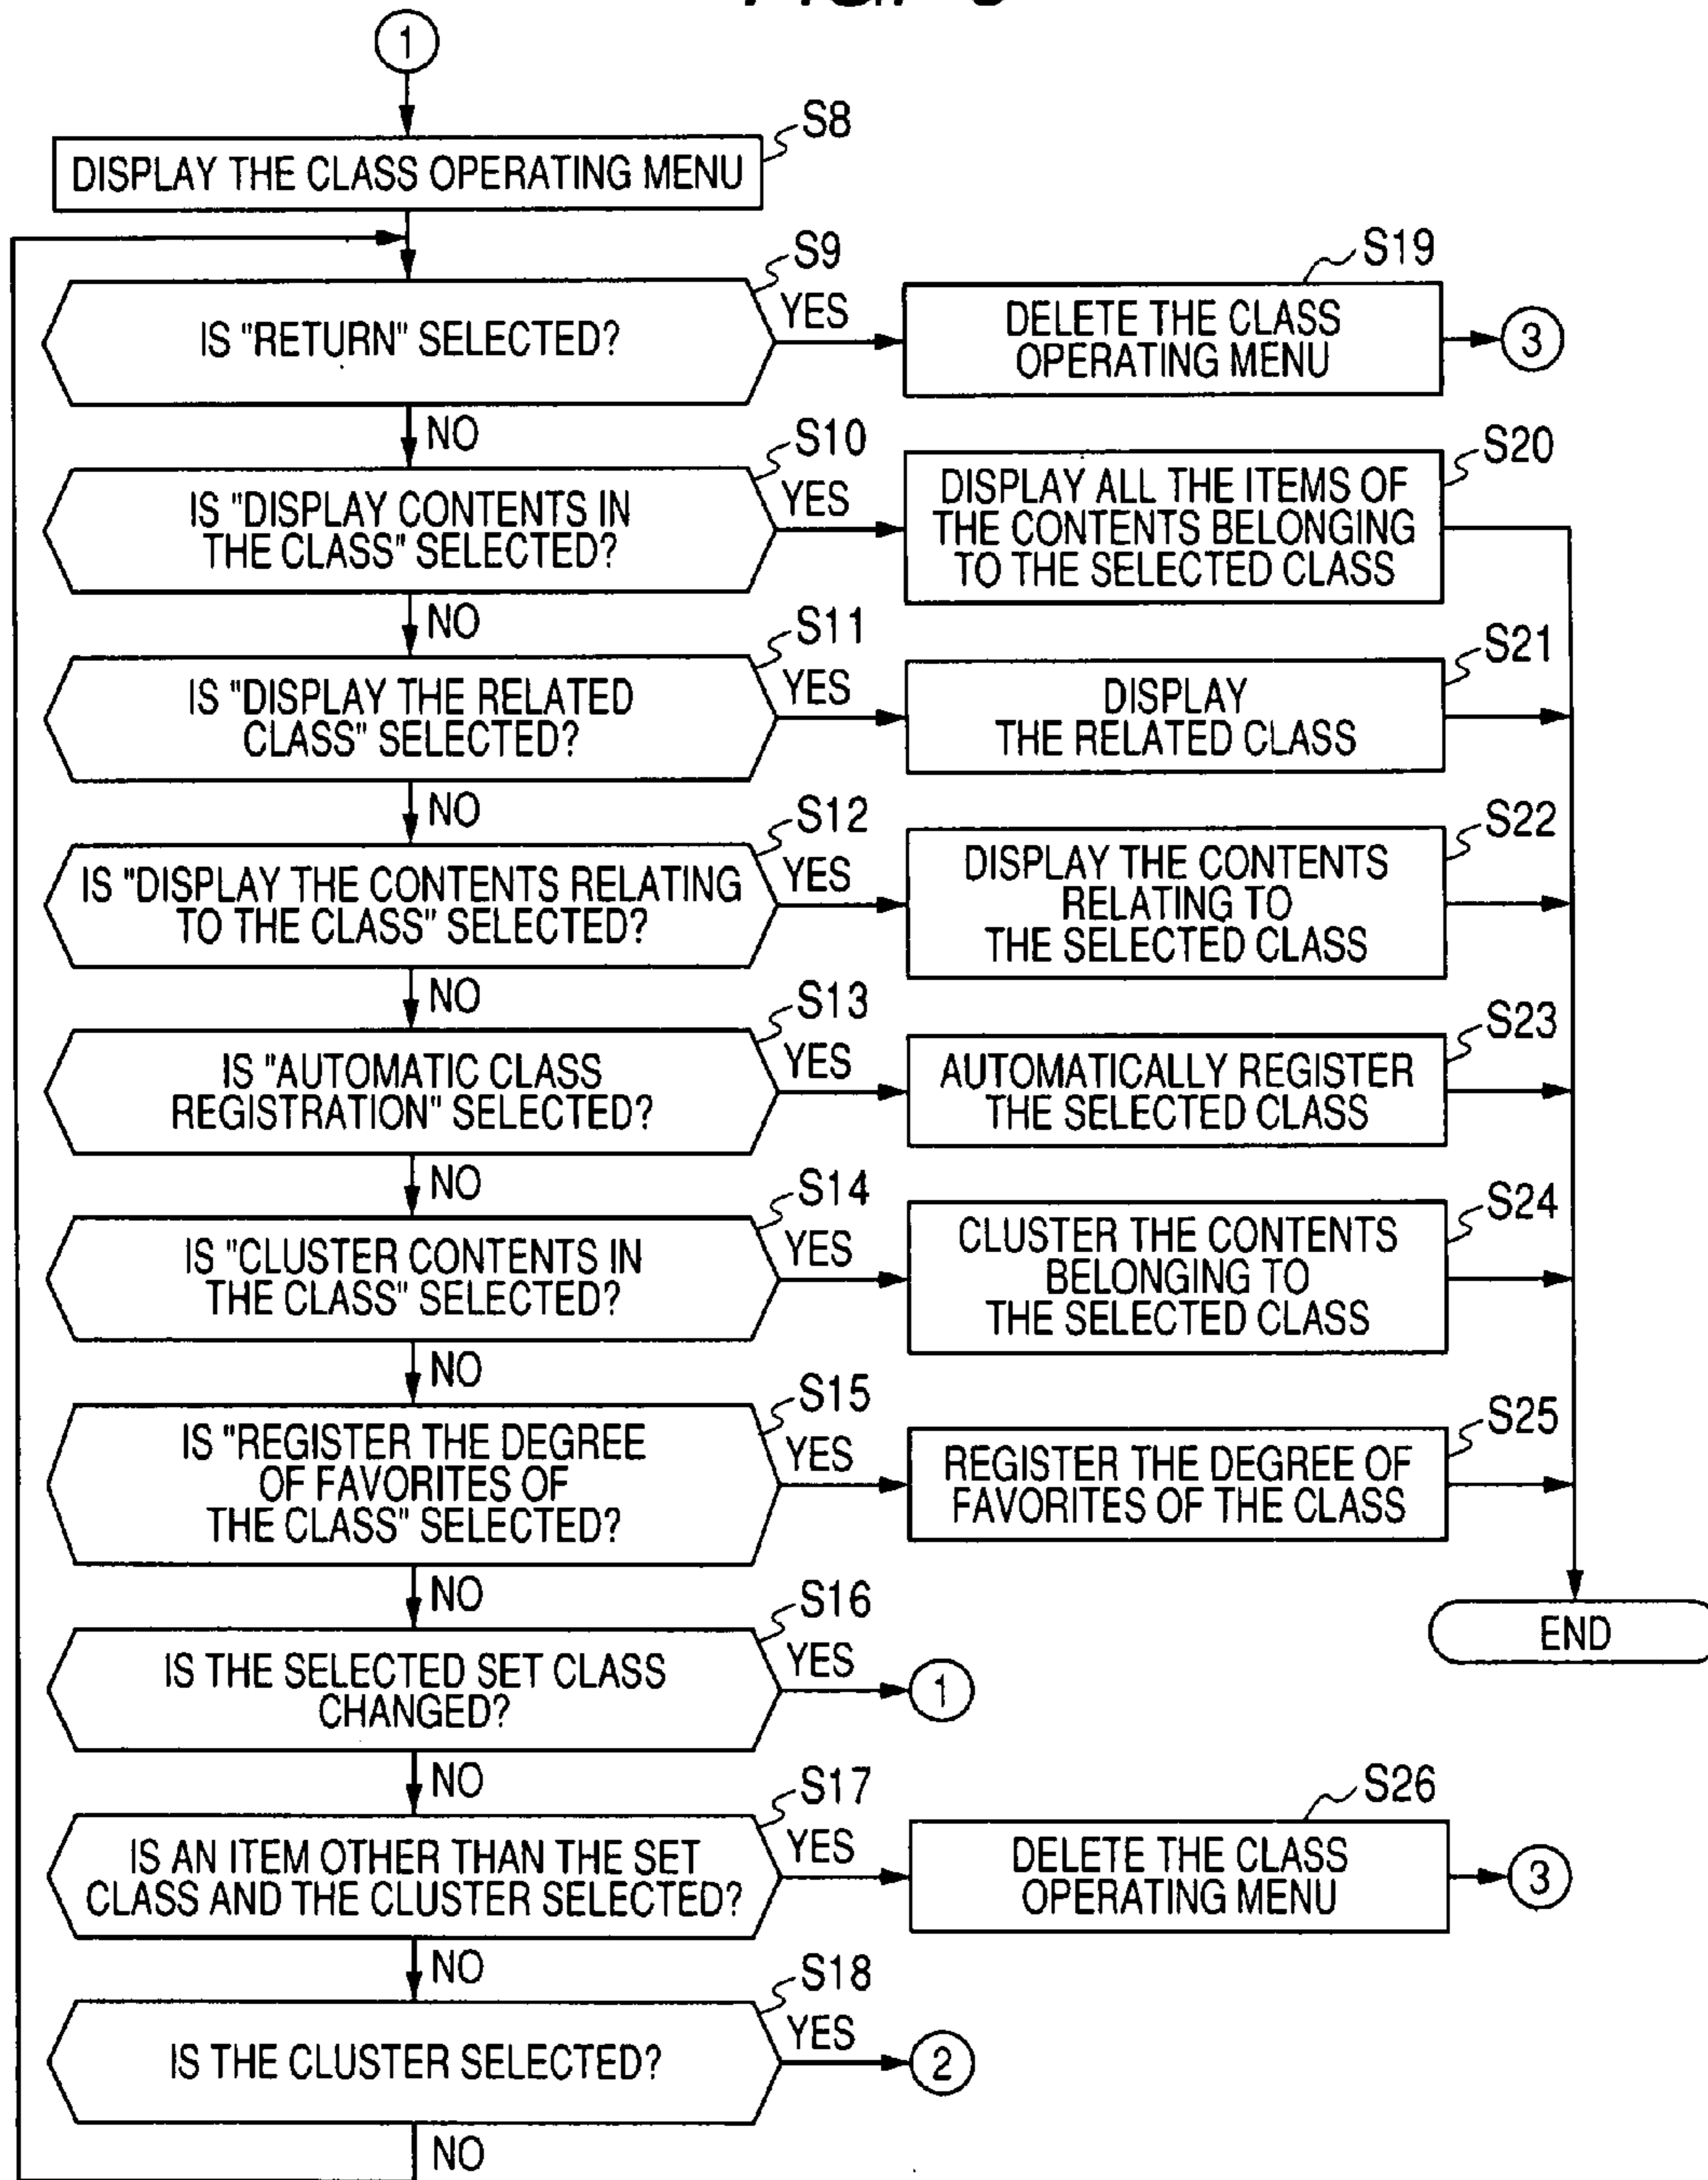 1
S8
DISPLAY THE CLASS OPERATING MENU
S9
IS "RETURN" SELECTED?
YES
S19
DELETE THE CLASS
OPERATING MENU
3
NO
S10
IS "DISPLAY CONTENTS IN
THE CLASS" SELECTED?
YES
S20
DISPLAY ALL THE ITEMS OF
THE CONTENTS BELONGING
TO THE SELECTED CLASS
NO
S11
IS "DISPLAY THE RELATED
CLASS" SELECTED?
YES
S21
DISPLAY
THE RELATED CLASS
NO
S12
IS "DISPLAY THE CONTENTS RELATING
TO THE CLASS" SELECTED?
YES
S22
DISPLAY THE CONTENTS
RELATING TO
THE SELECTED CLASS
NO
S13
IS "AUTOMATIC CLASS
REGISTRATION" SELECTED?
YES
S23
AUTOMATICALLY REGISTER
THE SELECTED CLASS
NO
S14
IS "CLUSTER CONTENTS IN
THE CLASS" SELECTED?
YES
S24
CLUSTER THE CONTENTS
BELONGING TO
THE SELECTED CLASS
NO
S15
IS "REGISTER THE DEGREE
OF FAVORITES OF
THE CLASS" SELECTED?
YES
S25
REGISTER THE DEGREE OF
FAVORITES OF THE CLASS
END
NO
S16
IS THE SELECTED SET CLASS
CHANGED?
YES
1
NO
S17
IS AN ITEM OTHER THAN THE SET
CLASS AND THE CLUSTER SELECTED?
YES
S26
DELETE THE CLASS
OPERATING MENU
3
NO
S18
IS THE CLUSTER SELECTED?
YES
2
NO